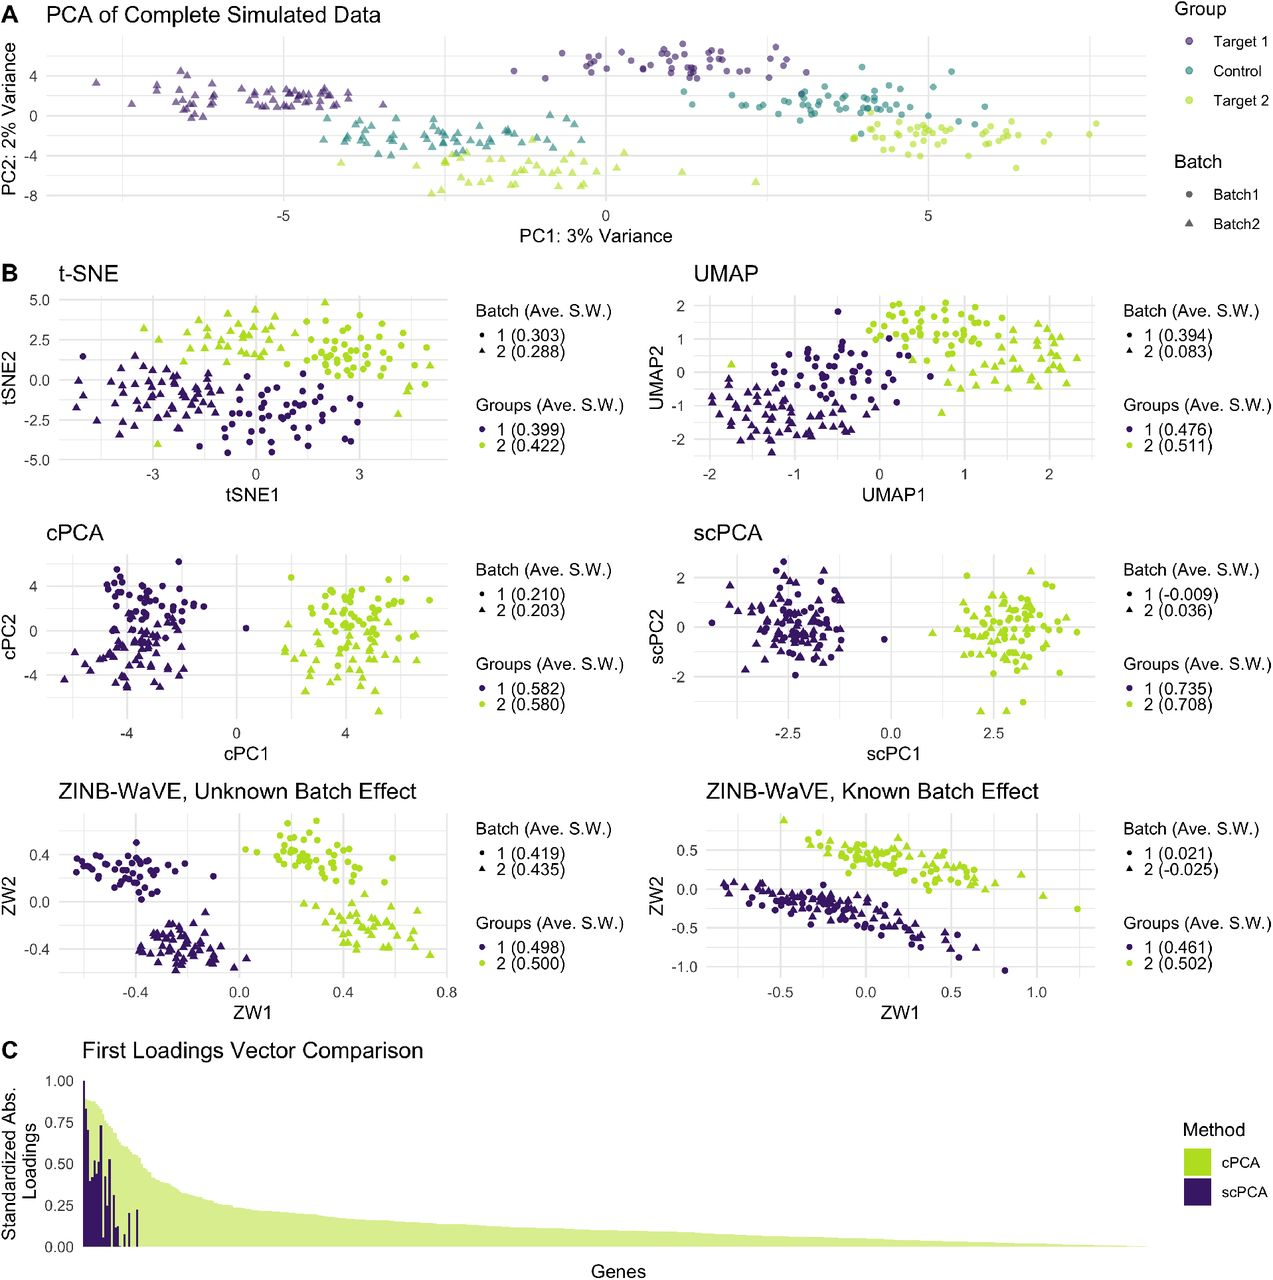 A PCA of Complete Simulated Data
PC2: 2% Variance
4
0
-4
-8
-5
0
5
PC1: 3% Variance
Group
Target 1
Control
Target 2
Batch
Batch1
Batch2
B
t-SNE
tSNE2
5.0
2.5
0.0
-2.5
-5.0
-3
0
3
tSNE1
Batch (Ave. S.W.)
1 (0.303)
2 (0.288)
Groups (Ave. S.W.)
1 (0.399)
2 (0.422)
UMAP
UMAP2
2
1
0
-1
-2
-2
-1
0
1
2
UMAP1
Batch (Ave. S.W.)
1 (0.394)
2 (0.083)
Groups (Ave. S.W.)
1 (0.476)
2 (0.511)
cPCA
cPC2
4
0
-4
-4
0
4
cPC1
Batch (Ave. S.W.)
1 (0.210)
2 (0.203)
Groups (Ave. S.W.)
1 (0.582)
2 (0.580)
scPCA
scPC2
2
0
-2
-2.5
0.0
2.5
scPC1
Batch (Ave. S.W.)
1 (-0.009)
2 (0.036)
Groups (Ave. S.W.)
1 (0.735)
2 (0.708)
ZINB-WaVE, Unknown Batch Effect
ZW2
0.4
0.0
-0.4
-0.4
0.0
0.4
0.8
ZW1
Batch (Ave. S.W.)
1 (0.419)
2 (0.435)
Groups (Ave. S.W.)
1 (0.498)
2 (0.500)
ZINB-WaVE, Known Batch Effect
ZW2
0.5
0.0
-0.5
-1.0
-0.5
0.0
0.5
1.0
ZW1
Batch (Ave. S.W.)
1 (0.021)
2 (-0.025)
Groups (Ave. S.W.)
1 (0.461)
2 (0.502)
C
First Loadings Vector Comparison
Standardized Abs.
Loadings
1.00
0.75
0.50
0.25
0.00
Genes
Method
cPCA
scPCA